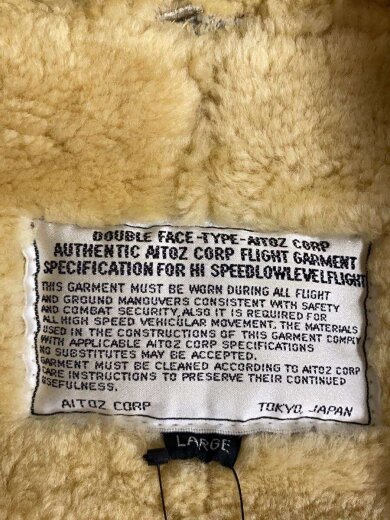 DOUBLE FACE-TYPE-AITOZ CORP
AUTHENTIC AITOZ CORP FLIGHT GARMENT
SPECIFICATION FOR HI SPEEDLOWLEVELFLIGHT
THIS GARMENT MUST BE WORN DURING ALL FLIGHT
AND GROUND MANOUVERS CONSISTENT WITH SAFETY
AND COMBAT SECURITY, ALSO IT IS REQUIRED FOR
ALL HIGH SPEED VEHICULAR MOVEMENT. THE MATERIALS
USED IN THE CONSTRUCTIONS OF THIS GARMENT COMPLY
WITH APPLICABLE AITOZ CORP SPECIFICATIONS
NO SUBSTITUTES MAY BE ACCEPTED.
GARMENT MUST BE CLEANED ACCORDING TO AITOZ CORP
CARE INSTRUCTIONS TO PRESERVE THEIR CONTINUED
USEFULNESS.
AITOZ CORP TOKYO, JAPAN
LARGE